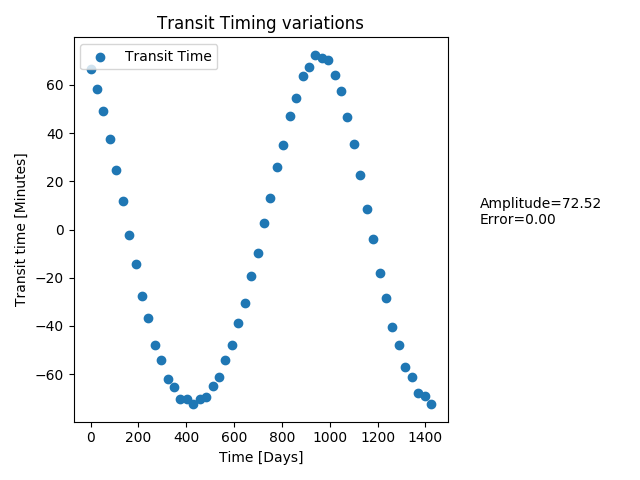 Transit Timing variations
Transit Time
60
40
20
0
−20
−40
−60
Transit time [Minutes]
0 200 400 600 800 1000 1200 1400
Time [Days]
Amplitude=72.52
Error=0.00